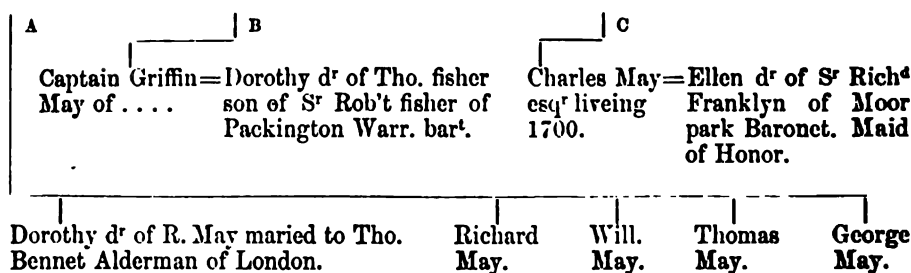 A B C
Captain Griffin=Dorothy dʳ of Tho. fisher
May of . . . . son of Sʳ Rob't fisher of
Packington Warr. barᵗ.
Charles May=Ellen dʳ of Sʳ Richᵈ
esqʳ liveing Franklyn of Moor
1700. park Baronet. Maid
of Honor.
Dorothy dʳ of R. May maried to Tho.
Bennet Alderman of London.
Richard
May.
Will.
May.
Thomas
May.
George
May.